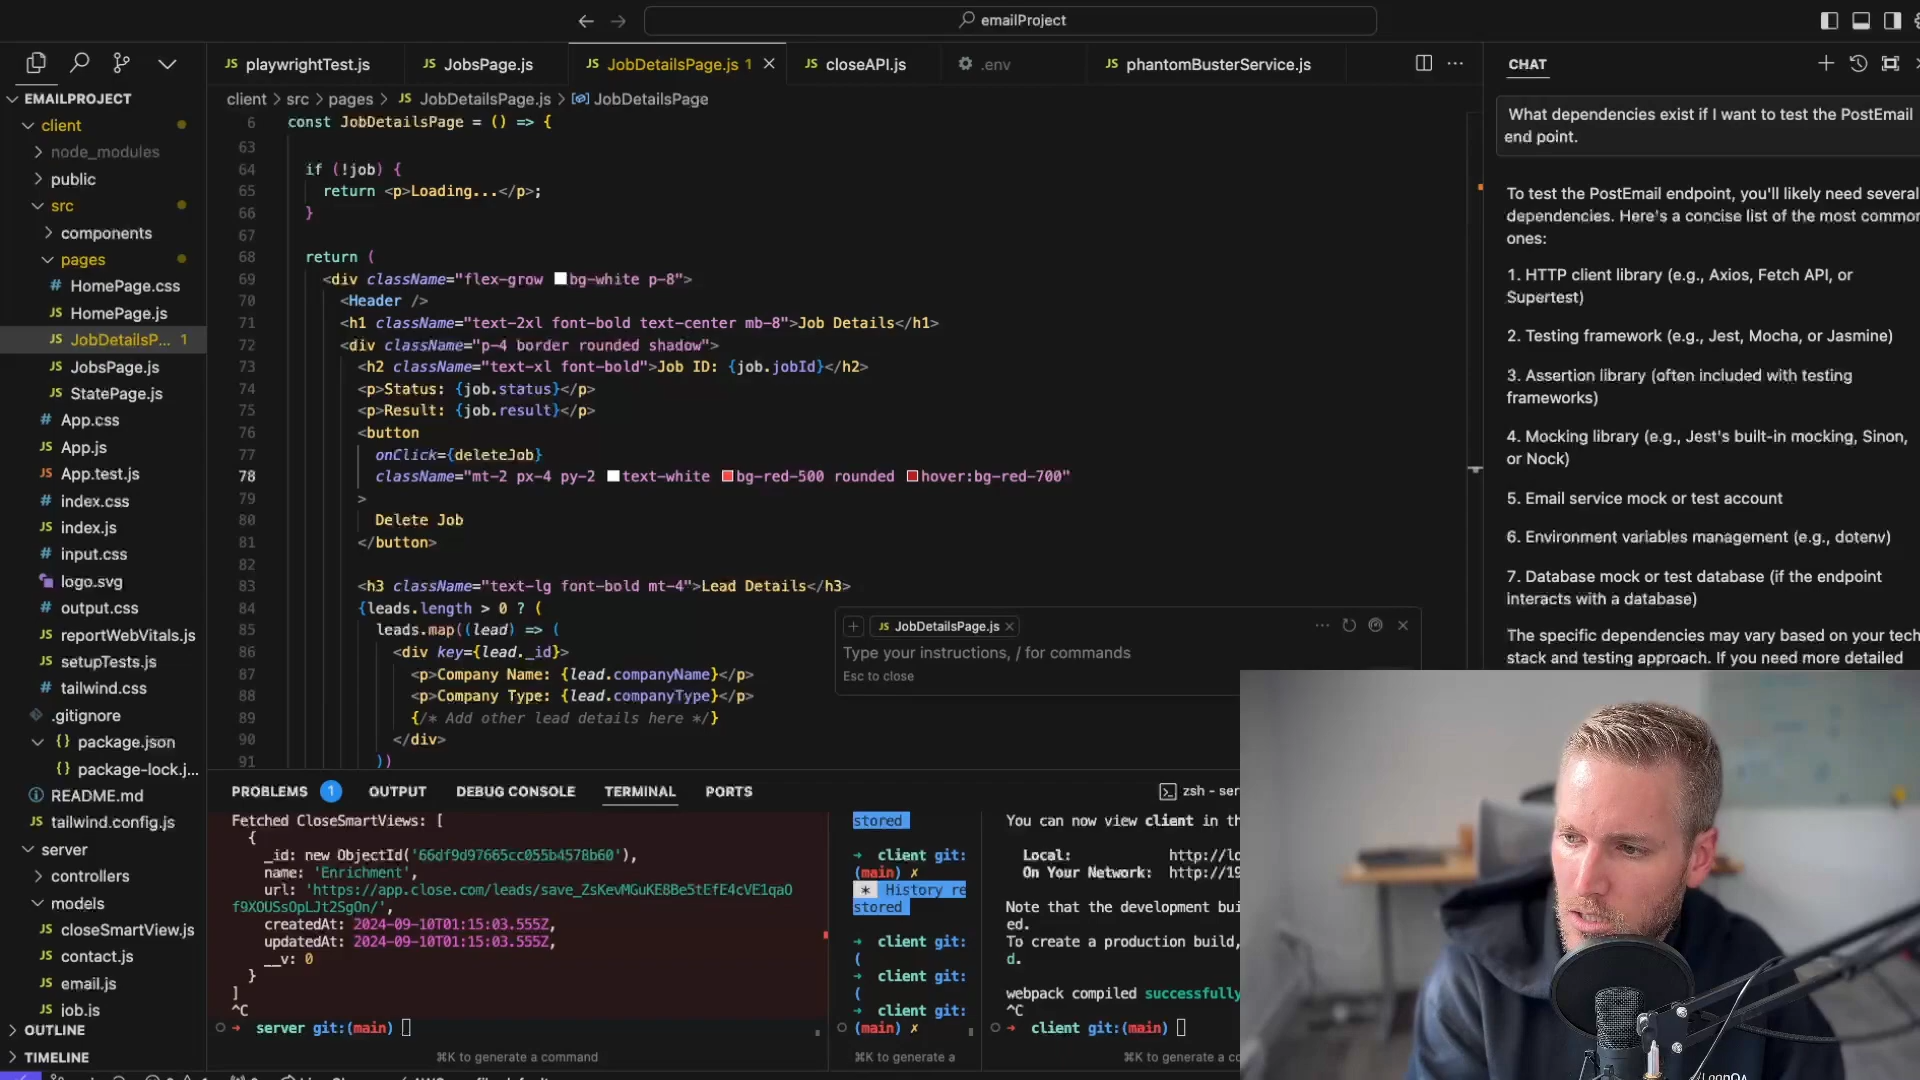 emailProject
playwrightTest.js
JobsPage.js
JobDetailsPage.js 1
closeAPI.js
.env
phantomBusterService.js
CHAT
EMAILPROJECT
client
node_modules
public
src
components
pages
HomePage.css
HomePage.js
JobDetailsP... 1
JobsPage.js
StatePage.js
App.css
App.js
App.test.js
index.css
index.js
input.css
logo.svg
output.css
reportWebVitals.js
setupTests.js
tailwind.css
.gitignore
package.json
package-lock.j...
README.md
tailwind.config.js
server
controllers
models
closeSmartView.js
contact.js
email.js
job.js
OUTLINE
TIMELINE
client > src > pages > JS JobDetailsPage.js > JobDetailsPage
6 const JobDetailsPage = () => {
63
64 if (!job) {
65 return <p>Loading...</p>;
66 }
67
68 return (
69 <div className="flex-grow bg-white p-8">
70 <Header />
71 <h1 className="text-2xl font-bold text-center mb-8">Job Details</h1>
72 <div className="p-4 border rounded shadow">
73 <h2 className="text-xl font-bold">Job ID: {job.jobId}</h2>
74 <p>Status: {job.status}</p>
75 <p>Result: {job.result}</p>
76 <button
77 onClick={deleteJob}
78 className="mt-2 px-4 py-2 text-white bg-red-500 rounded hover:bg-red-700"
79 >
80 Delete Job
81 </button>
82
83 <h3 className="text-lg font-bold mt-4">Lead Details</h3>
84 {leads.length > 0 ? (
85 leads.map((lead) => (
86 <div key={lead._id}>
87 <p>Company Name: {lead.companyName}</p>
88 <p>Company Type: {lead.companyType}</p>
89 {/* Add other lead details here */}
90 </div>
91 ))
+ JS JobDetailsPage.js ×
Type your instructions, / for commands
Esc to close
What dependencies exist if I want to test the PostEmail
end point.
To test the PostEmail endpoint, you'll likely need several
dependencies. Here's a concise list of the most common
ones:
1. HTTP client library (e.g., Axios, Fetch API, or
Supertest)
2. Testing framework (e.g., Jest, Mocha, or Jasmine)
3. Assertion library (often included with testing
frameworks)
4. Mocking library (e.g., Jest's built-in mocking, Sinon,
or Nock)
5. Email service mock or test account
6. Environment variables management (e.g., dotenv)
7. Database mock or test database (if the endpoint
interacts with a database)
The specific dependencies may vary based on your tech
stack and testing approach. If you need more detailed
PROBLEMS 1 OUTPUT DEBUG CONSOLE TERMINAL PORTS
zsh - ser
Fetched CloseSmartViews: [
{
_id: new ObjectId('66df9d97665cc055b4578b60'),
name: 'Enrichment',
url: 'https://app.close.com/leads/save_ZsKevMGuKE8Be5tEfE4cVE1qaO
f9XOUSsOpLJt2SgOn/',
createdAt: 2024-09-10T01:15:03.555Z,
updatedAt: 2024-09-10T01:15:03.555Z,
__v: 0
}
]
^C
➜ server git:(main)
⌘K to generate a command
stored
➜ client git:
(main) ✗
* History re
stored
➜ client git:
(
➜ client git:
(
➜ client git:
(main) ✗
⌘K to generate a
You can now view client in th
Local: http://lo
On Your Network: http://19
Note that the development bui
ed.
To create a production build,
d.
webpack compiled successfully
^C
➜ client git:(main)
⌘K to generate a co